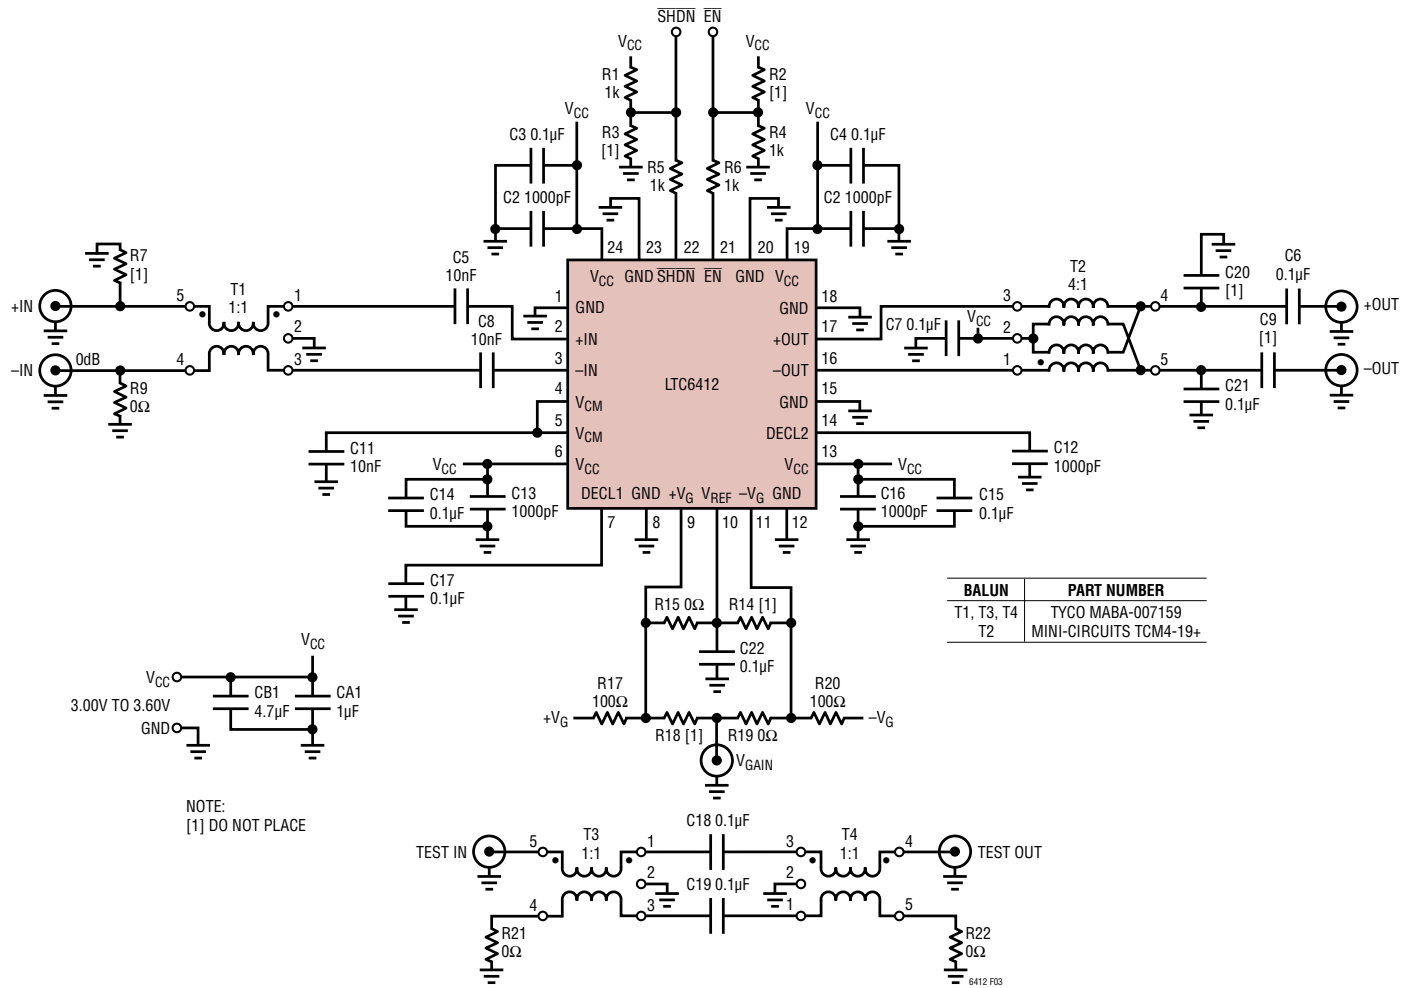 SHDN EN
VCC VCC
R1
1k
R2
[1]
VCC VCC
C3 0.1µF
R3
[1]
R4
1k
C4 0.1µF
R5
1k
R6
1k
C2 1000pF
C2 1000pF
24 23 22 21 20 19
VCC GND SHDN EN GND VCC
R7
[1]
T1
1:1
C5
10nF
C8
10nF
+IN
5 1
2
–IN
0dB
4 3
R9
0Ω
1
GND
2
+IN
3
–IN
4
VCM
5
VCM
6
VCC
LTC6412
18
GND
17
+OUT
16
–OUT
15
GND
14
DECL2
13
VCC
DECL1 GND +VG VREF –VG GND
7 8 9 10 11 12
C7 0.1µF
VCC
T2
4:1
3 4
2
1 5
C20
[1]
C6
0.1µF
+OUT
C9
[1]
–OUT
C21
0.1µF
C11
10nF
C12
1000pF
VCC
C14
0.1µF
C13
1000pF
VCC
C16
1000pF
C15
0.1µF
C17
0.1µF
R15 0Ω R14 [1]
C22
0.1µF
R17
100Ω
R20
100Ω
+VG –VG
R18 [1] R19 0Ω
VGAIN
BALUN PART NUMBER
T1, T3, T4 TYCO MABA-007159
T2 MINI-CIRCUITS TCM4-19+
VCC
VCC
3.00V TO 3.60V
GND
CB1
4.7µF
CA1
1µF
NOTE:
[1] DO NOT PLACE
TEST IN
5 1
T3
1:1
2
4 3
C18 0.1µF
C19 0.1µF
3 4
T4
1:1
2
1 5
TEST OUT
R21
0Ω
R22
0Ω
6412 F03